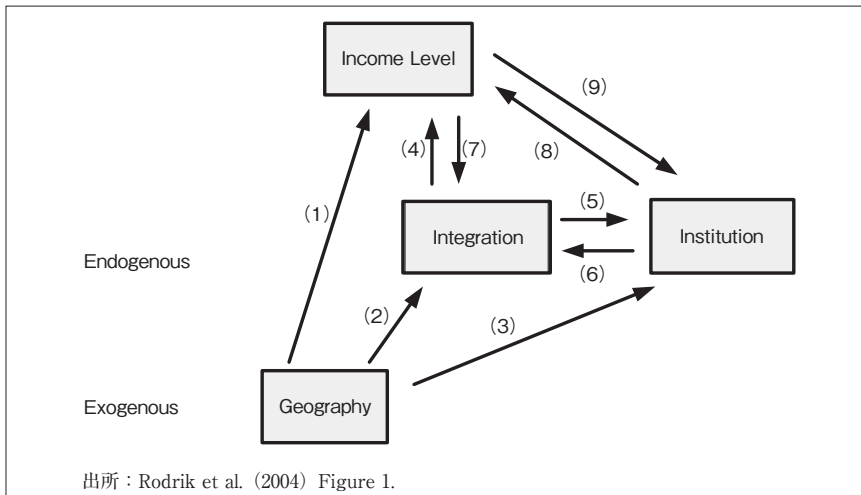 Income Level
(9)
(4)
(7)
(8)
(1)
(5)
Integration
Institution
Endogenous
(6)
(2)
(3)
Exogenous
Geography
出所：Rodrik et al. (2004) Figure 1.